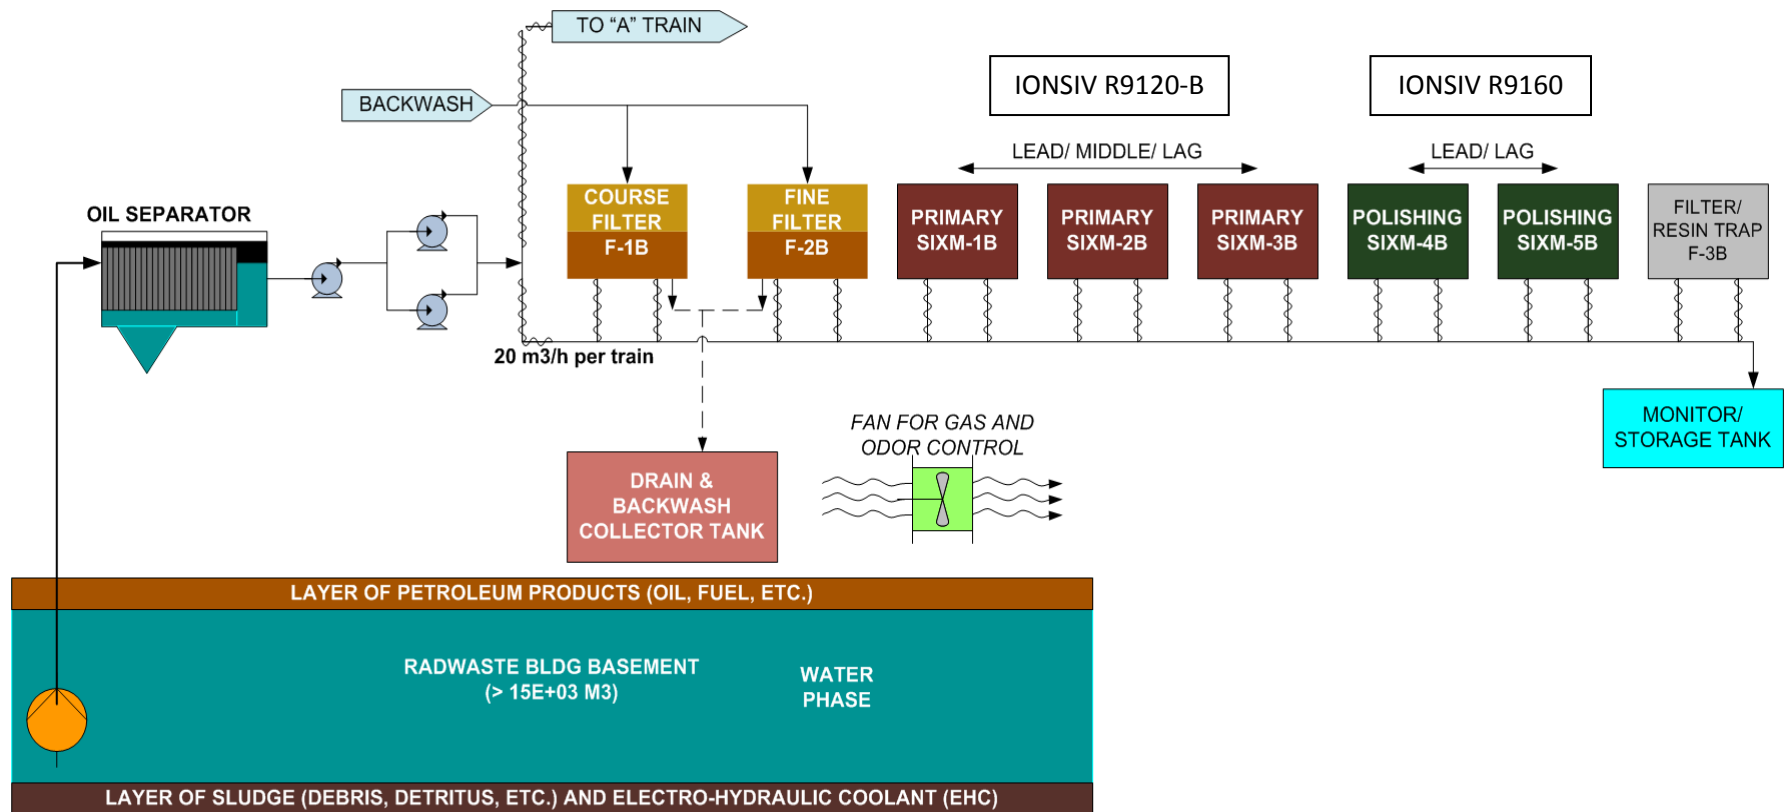 TO “A” TRAIN
IONSIV R9120-B
IONSIV R9160
BACKWASH
LEAD/ MIDDLE/ LAG
LEAD/ LAG
OIL SEPARATOR
COURSE
FILTER
F-1B
FINE
FILTER
F-2B
PRIMARY
SIXM-1B
PRIMARY
SIXM-2B
PRIMARY
SIXM-3B
POLISHING
SIXM-4B
POLISHING
SIXM-5B
FILTER/
RESIN TRAP
F-3B
20 m3/h per train
MONITOR/
STORAGE TANK
FAN FOR GAS AND
ODOR CONTROL
DRAIN &
BACKWASH
COLLECTOR TANK
LAYER OF PETROLEUM PRODUCTS (OIL, FUEL, ETC.)
RADWASTE BLDG BASEMENT
(> 15E+03 M3)
WATER
PHASE
LAYER OF SLUDGE (DEBRIS, DETRITUS, ETC.) AND ELECTRO-HYDRAULIC COOLANT (EHC)